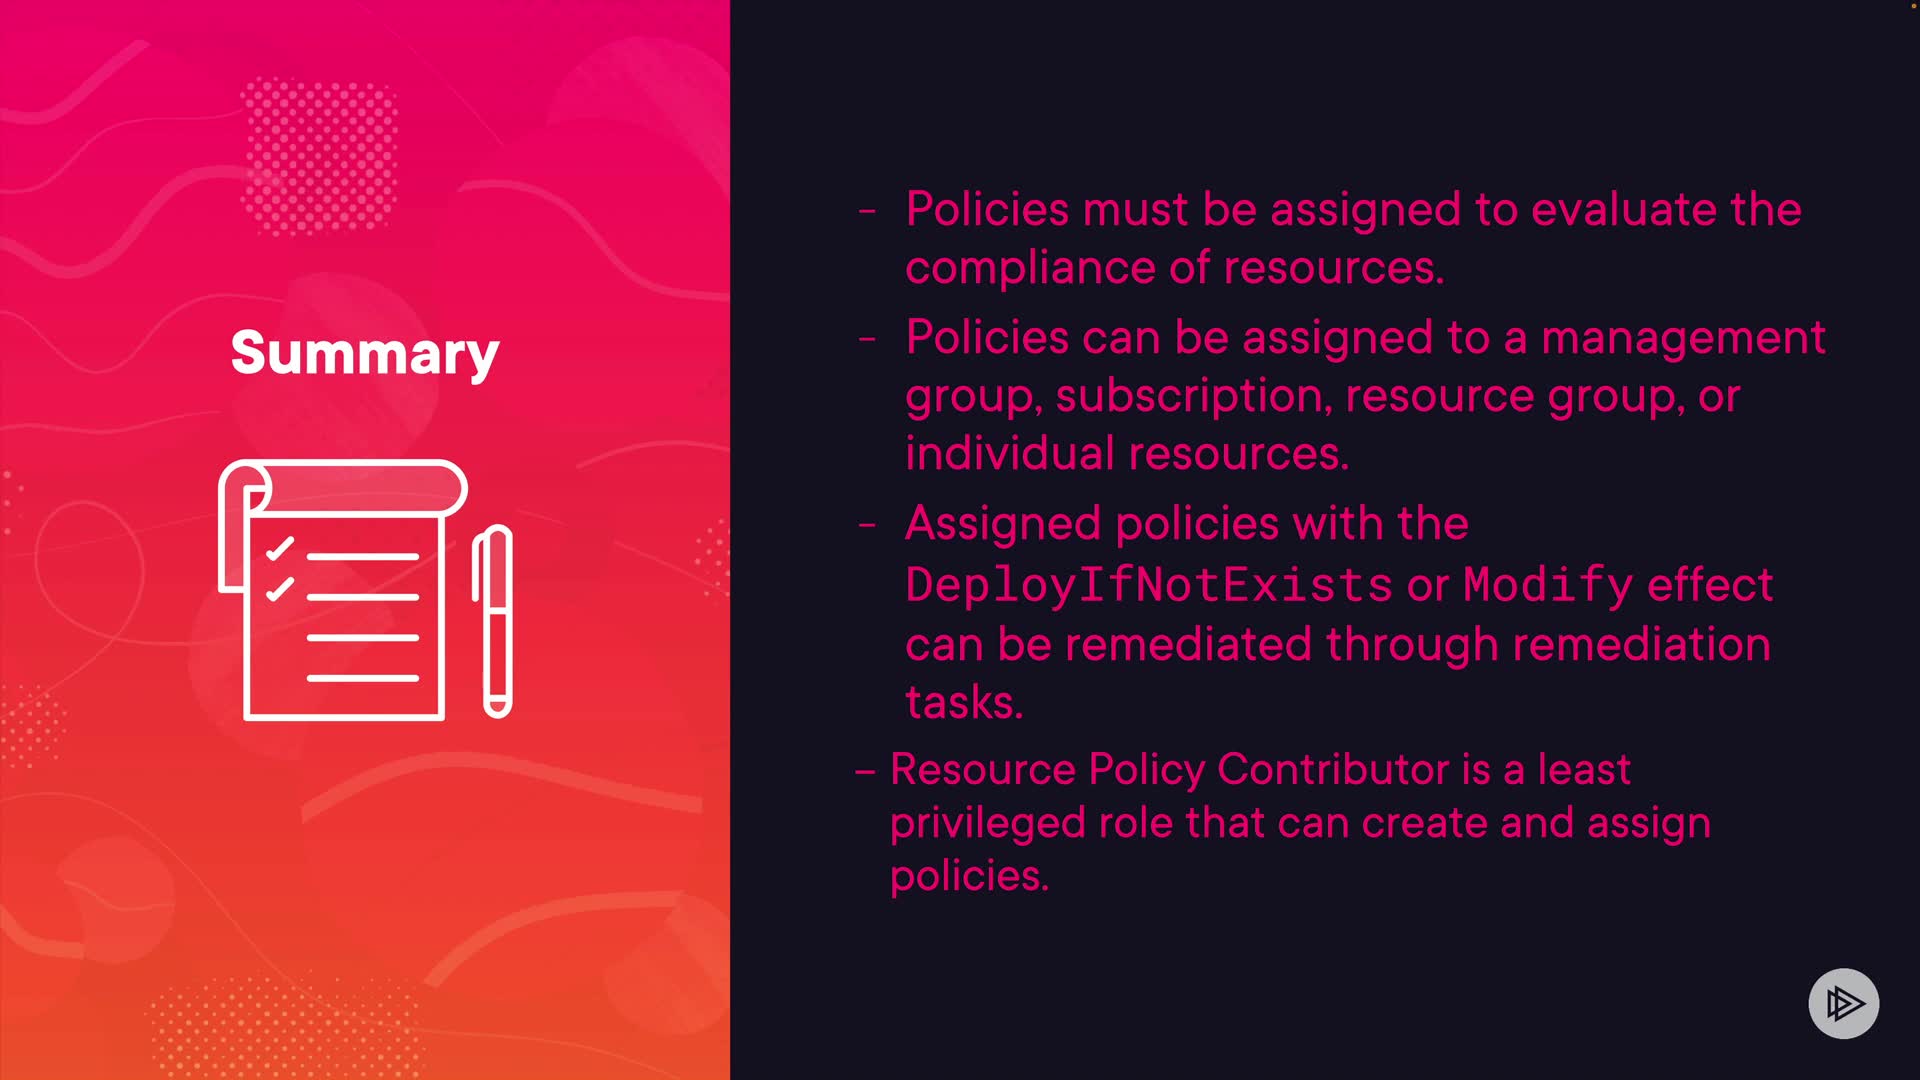 Summary
- Policies must be assigned to evaluate the
compliance of resources.
- Policies can be assigned to a management
group, subscription, resource group, or
individual resources.
- Assigned policies with the
DeployIfNotExists or Modify effect
can be remediated through remediation
tasks.
– Resource Policy Contributor is a least
privileged role that can create and assign
policies.